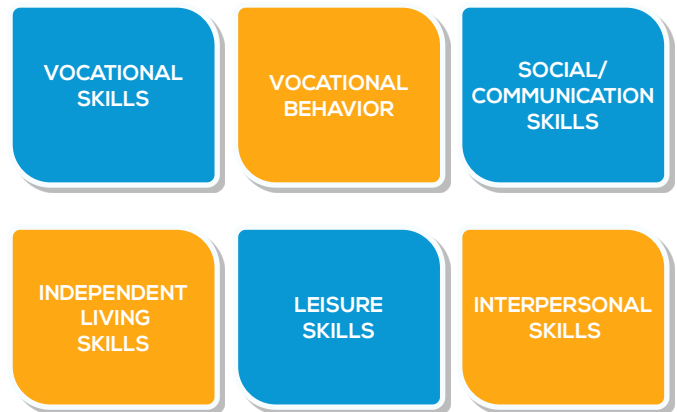 VOCATIONAL
SKILLS
VOCATIONAL
BEHAVIOR
SOCIAL/
COMMUNICATION
SKILLS
INDEPENDENT
LIVING
SKILLS
LEISURE
SKILLS
INTERPERSONAL
SKILLS